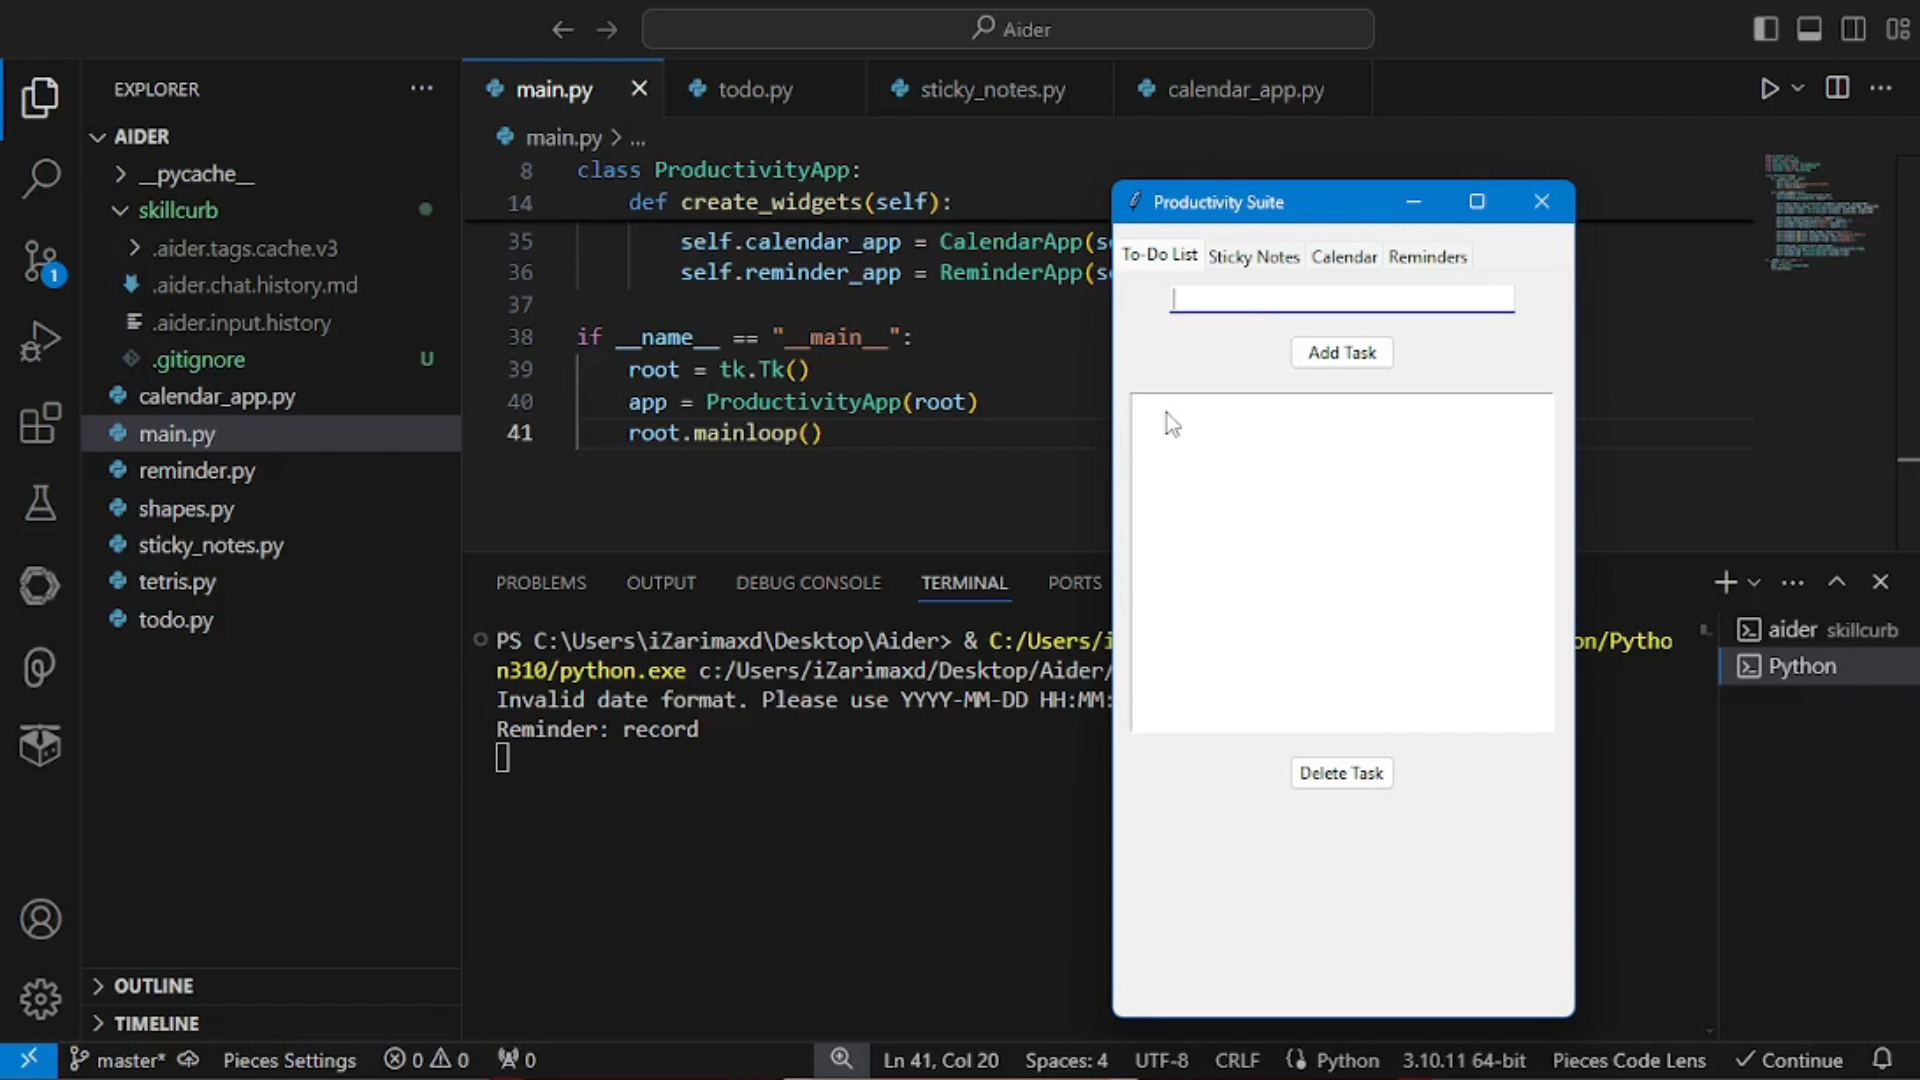 Aider
EXPLORER
AIDER
__pycache__
skillcurb
.aider.tags.cache.v3
.aider.chat.history.md
.aider.input.history
.gitignore U
calendar_app.py
main.py
reminder.py
shapes.py
sticky_notes.py
tetris.py
todo.py
OUTLINE
TIMELINE
1
main.py
todo.py
sticky_notes.py
calendar_app.py
main.py > ...
8 class ProductivityApp:
14 def create_widgets(self):
35 self.calendar_app = CalendarApp(s
36 self.reminder_app = ReminderApp(s
37
38 if __name__ == "__main__":
39 root = tk.Tk()
40 app = ProductivityApp(root)
41 root.mainloop()
Productivity Suite
To-Do List Sticky Notes Calendar Reminders
Add Task
Delete Task
PROBLEMS OUTPUT DEBUG CONSOLE TERMINAL PORTS
PS C:\Users\iZarimaxd\Desktop\Aider> & C:/Users/i on/Pytho
n310/python.exe c:/Users/iZarimaxd/Desktop/Aider/
Invalid date format. Please use YYYY-MM-DD HH:MM:
Reminder: record
aider skillcurb
Python
master* Pieces Settings 0 0 0 Ln 41, Col 20 Spaces: 4 UTF-8 CRLF Python 3.10.11 64-bit Pieces Code Lens Continue